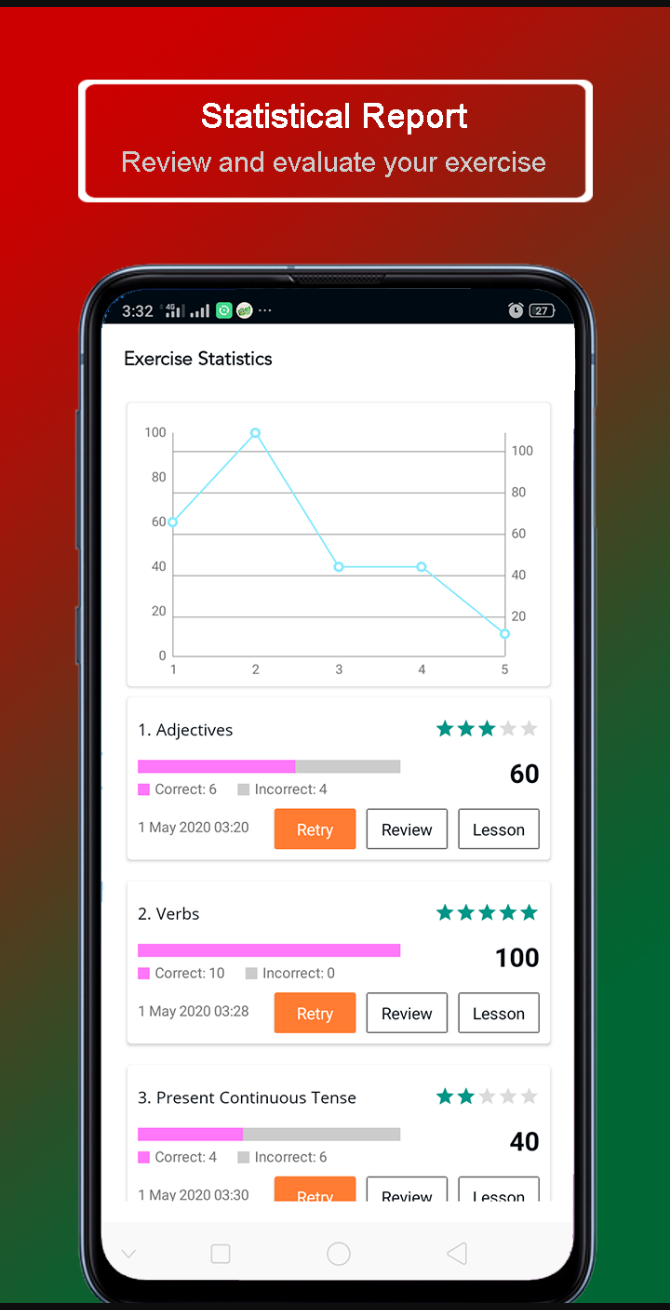 Statistical Report
Review and evaluate your exercise
3:32 4G ... 27
Exercise Statistics
100
100
80
80
60
60
40
40
20
20
0
1 2 3 4 5
1. Adjectives
60
Correct: 6 Incorrect: 4
1 May 2020 03:20 Retry Review Lesson
2. Verbs
100
Correct: 10 Incorrect: 0
1 May 2020 03:28 Retry Review Lesson
3. Present Continuous Tense
40
Correct: 4 Incorrect: 6
1 May 2020 03:30 Retry Review Lesson